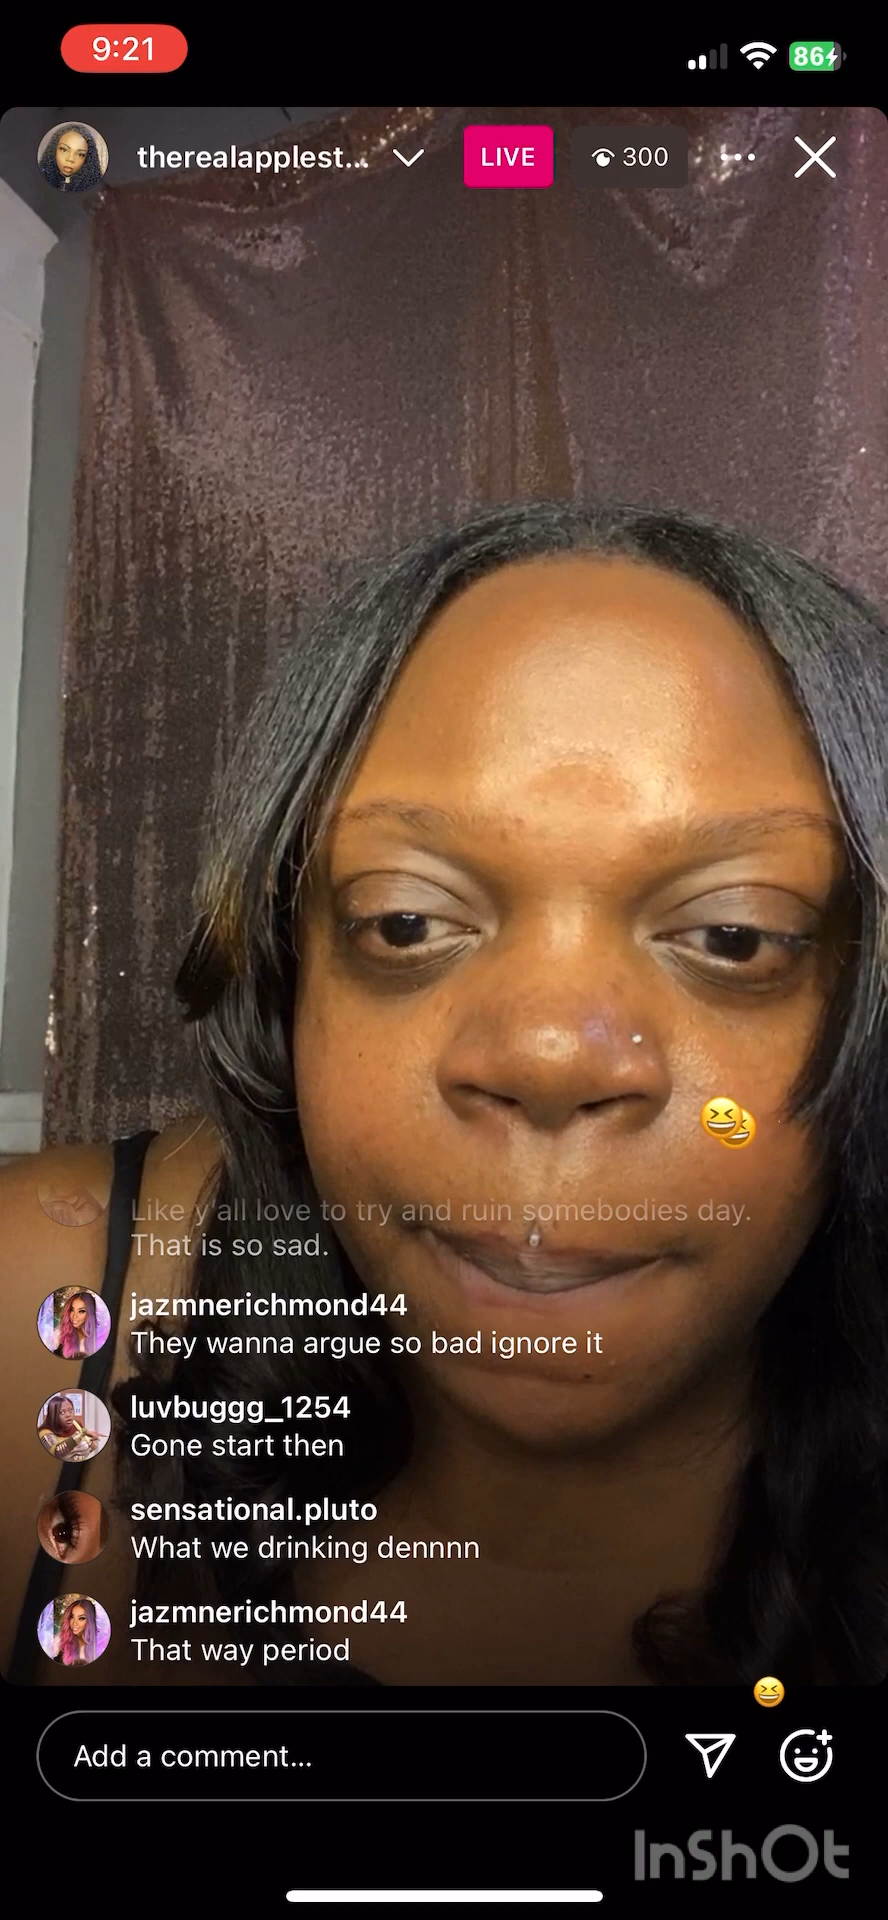 9:21
86
therealapplest...
LIVE
300
Like y'all love to try and ruin somebodies day.
That is so sad.
jazmnerichmond44
They wanna argue so bad ignore it
luvbuggg_1254
Gone start then
sensational.pluto
What we drinking dennnn
jazmnerichmond44
That way period
Add a comment...
InShOt